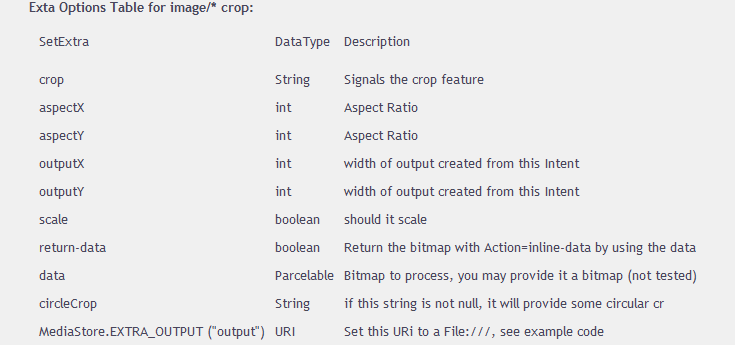 Exta Options Table for image/* crop:
SetExtra DataType Description
crop String Signals the crop feature
aspectX int Aspect Ratio
aspectY int Aspect Ratio
outputX int width of output created from this Intent
outputY int width of output created from this Intent
scale boolean should it scale
return-data boolean Return the bitmap with Action=inline-data by using the data
data Parcelable Bitmap to process, you may provide it a bitmap (not tested)
circleCrop String if this string is not null, it will provide some circular cr
MediaStore.EXTRA_OUTPUT ("output") URI Set this URi to a File:///, see example code